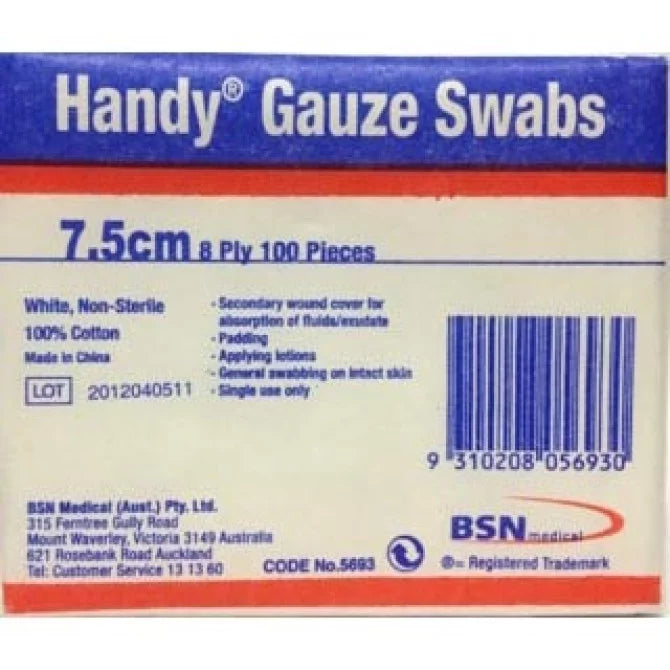 Handy® Gauze Swabs
7.5cm 8 Ply 100 Pieces
White, Non-Sterile
100% Cotton
Made in China
LOT 2012040511
• Secondary wound cover for
absorption of fluids/exudate
• Padding
• Applying lotions
• General swabbing on intact skin
• Single use only
9 310208 056930
BSN Medical (Aust.) Pty. Ltd.
315 Ferntree Gully Road
Mount Waverley, Victoria 3149 Australia
621 Rosebank Road Auckland
Tel: Customer Service 13 13 60
CODE No.5693
BSN medical
®= Registered Trademark